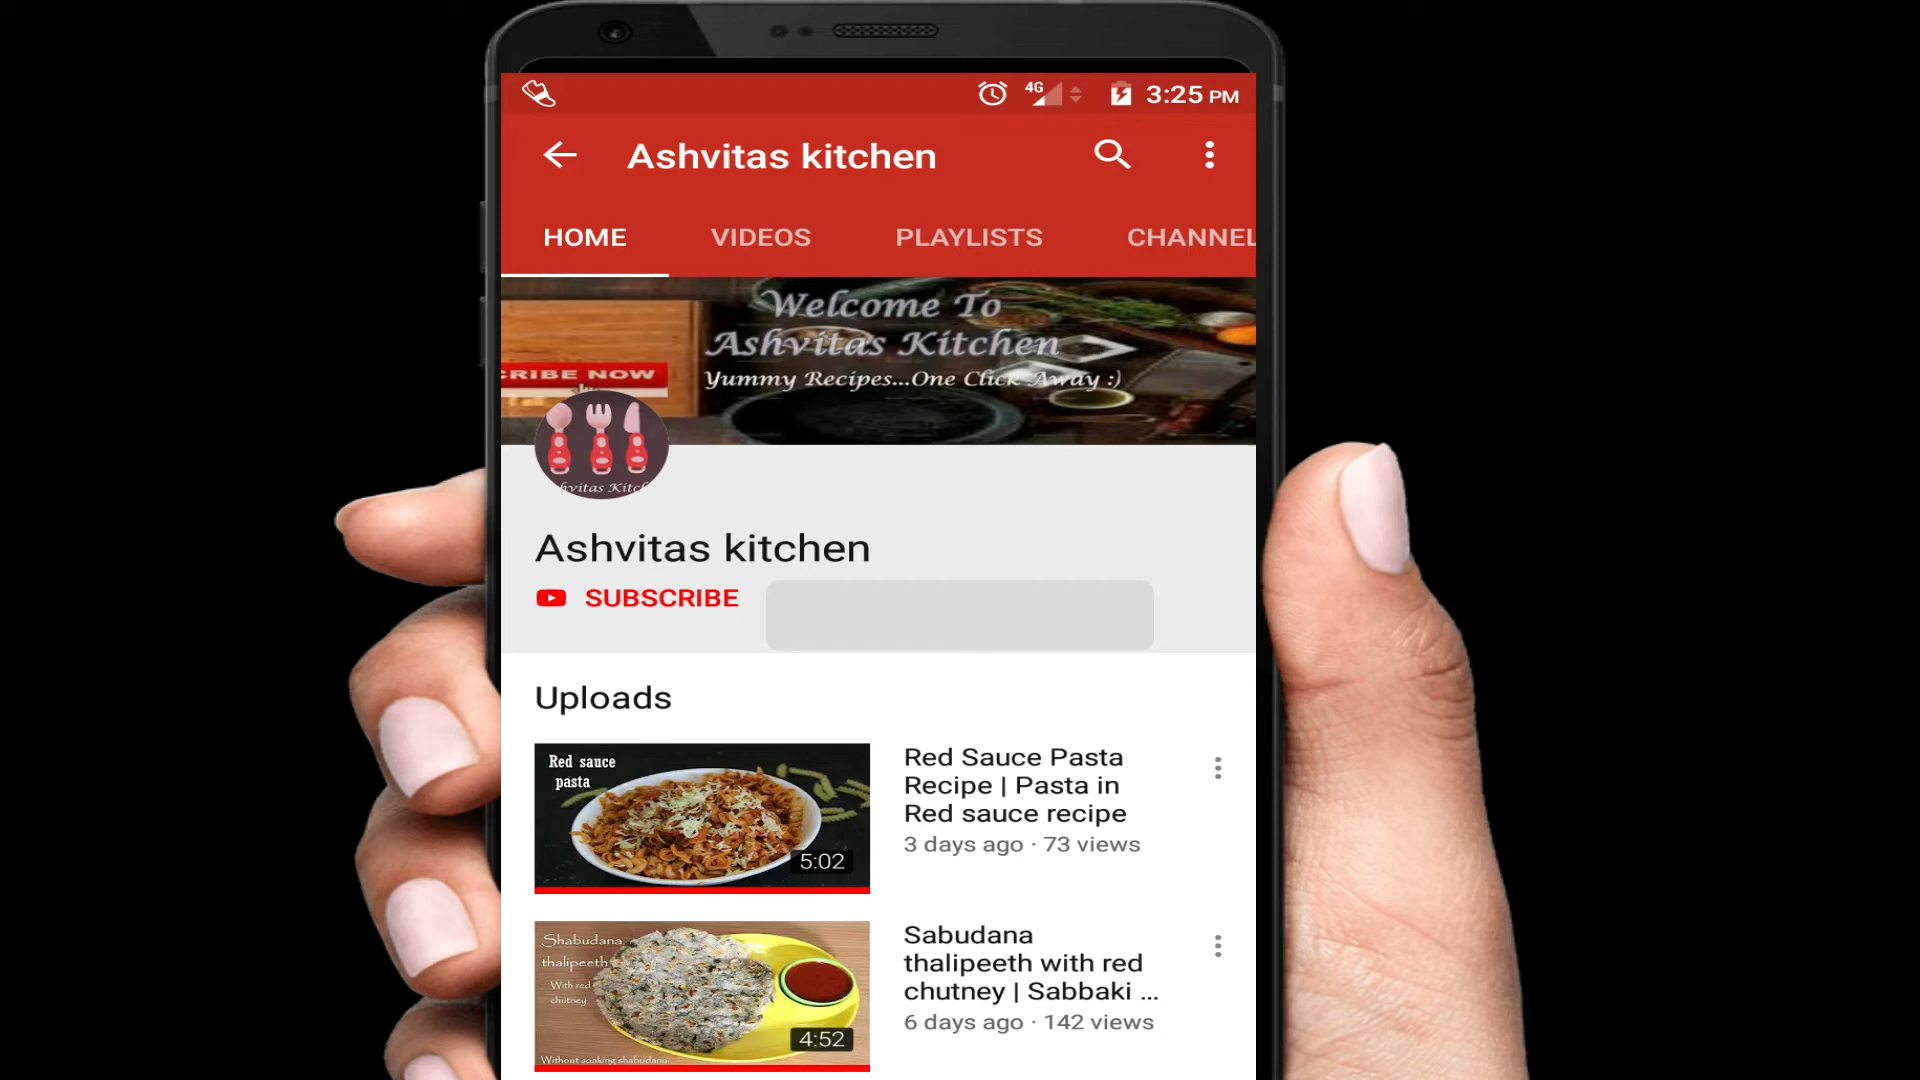 4G 3:25 PM
Ashvitas kitchen
HOME VIDEOS PLAYLISTS CHANNEL
Welcome To
Ashvitas Kitchen
Yummy Recipes...One Click Away :)
CRIBE NOW
hvitas Kitch
Ashvitas kitchen
SUBSCRIBE
Uploads
Red sauce
pasta
5:02
Red Sauce Pasta
Recipe | Pasta in
Red sauce recipe
3 days ago · 73 views
Shabudana
thalipeeth
With red
chutney
4:52
Without soaking shabudana
Sabudana
thalipeeth with red
chutney | Sabbaki ...
6 days ago · 142 views